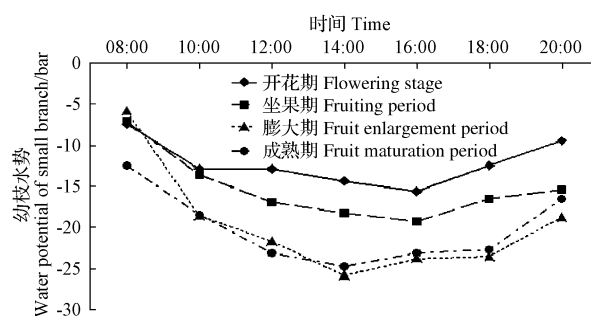 时间 Time
08:00 10:00 12:00 14:00 16:00 18:00 20:00
0
-5
-10
-15
-20
-25
-30
幼枝水势
Water potential of small branch/bar
开花期 Flowering stage
坐果期 Fruiting period
膨大期 Fruit enlargement period
成熟期 Fruit maturation period